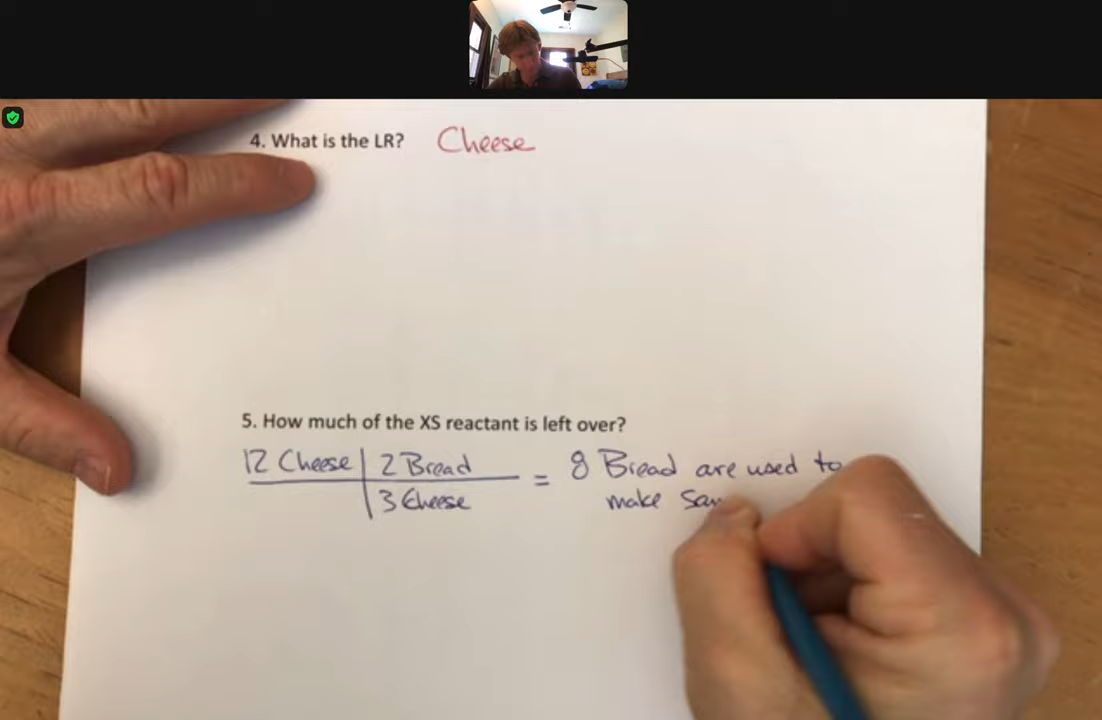 4. What is the LR? Cheese
5. How much of the XS reactant is left over?
12 Cheese | 2 Bread = 8 Bread are used to
3 Cheese make